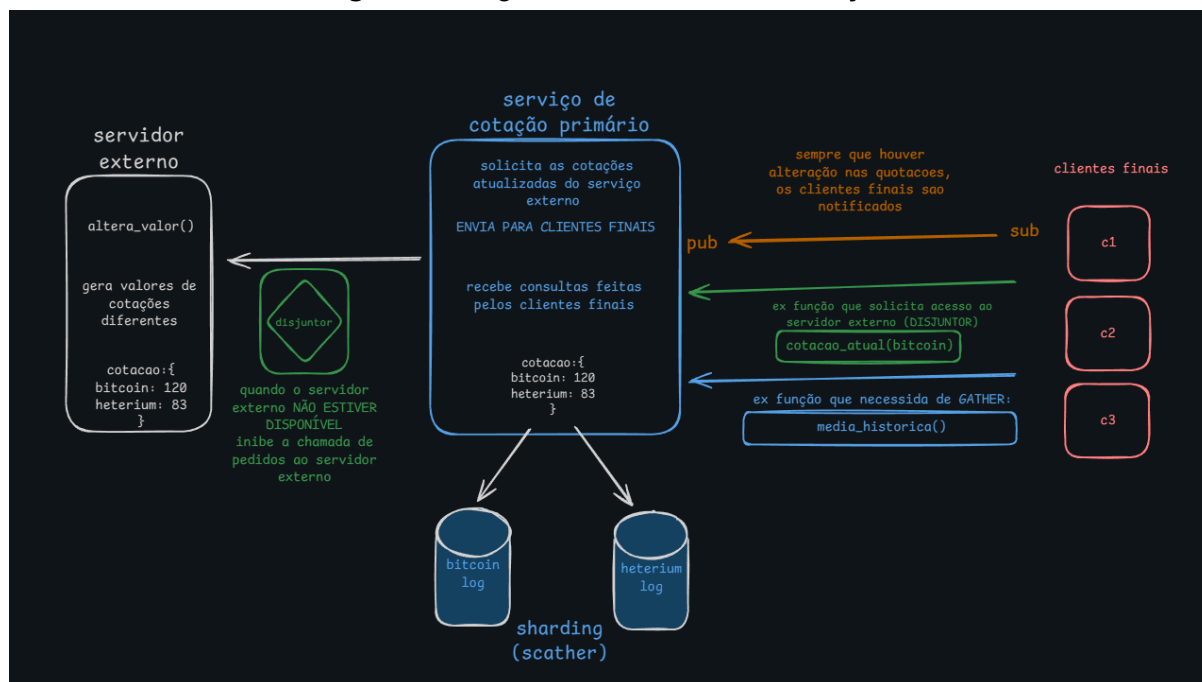 servidor
externo
altera_valor()
gera valores de
cotações
diferentes
cotacao:{
bitcoin: 120
heterium: 83
}
disjuntor
quando o servidor
externo NÃO ESTIVER
DISPONÍVEL
inibe a chamada de
pedidos ao servidor
externo
serviço de
cotação primário
solicita as cotações
atualizadas do serviço
externo
ENVIA PARA CLIENTES FINAIS
recebe consultas feitas
pelos clientes finais
cotacao:{
bitcoin: 120
heterium: 83
}
bitcoin
log
heterium
log
sharding
(scather)
sempre que houver
alteração nas quotacoes,
os clientes finais sao
notificados
pub
sub
ex função que solicita acesso ao
servidor externo (DISJUNTOR)
cotacao_atual(bitcoin)
ex função que necessida de GATHER:
media_historica()
clientes finais
c1
c2
c3